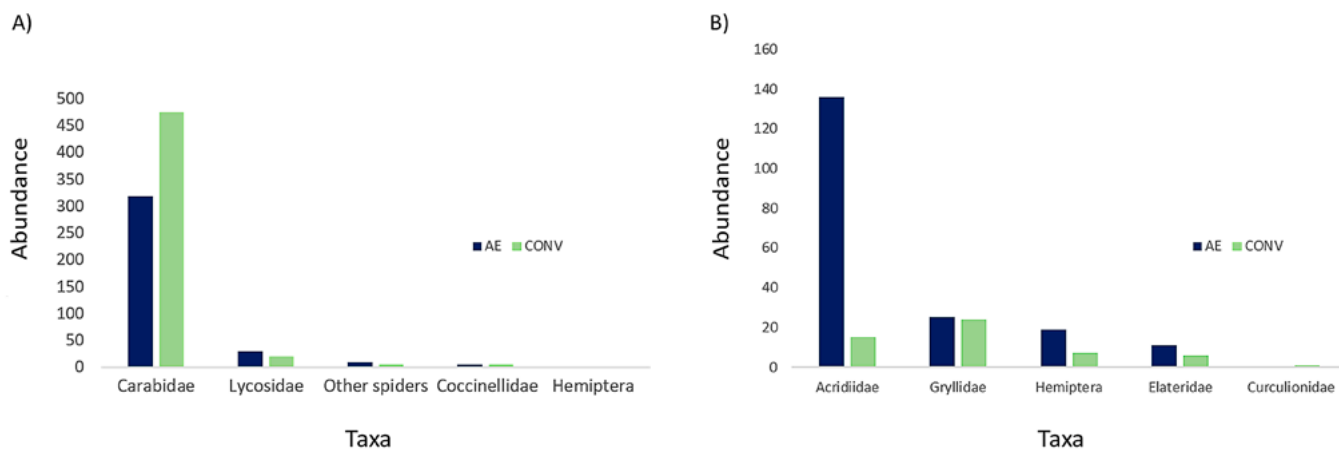 A)
500
450
400
350
300
250
200
150
100
50
0
Abundance
AE CONV
Carabidae Lycosidae Other spiders Coccinellidae Hemiptera
Taxa
B)
160
140
120
100
80
60
40
20
0
Abundance
AE CONV
Acridiidae Gryllidae Hemiptera Elateridae Curculionidae
Taxa